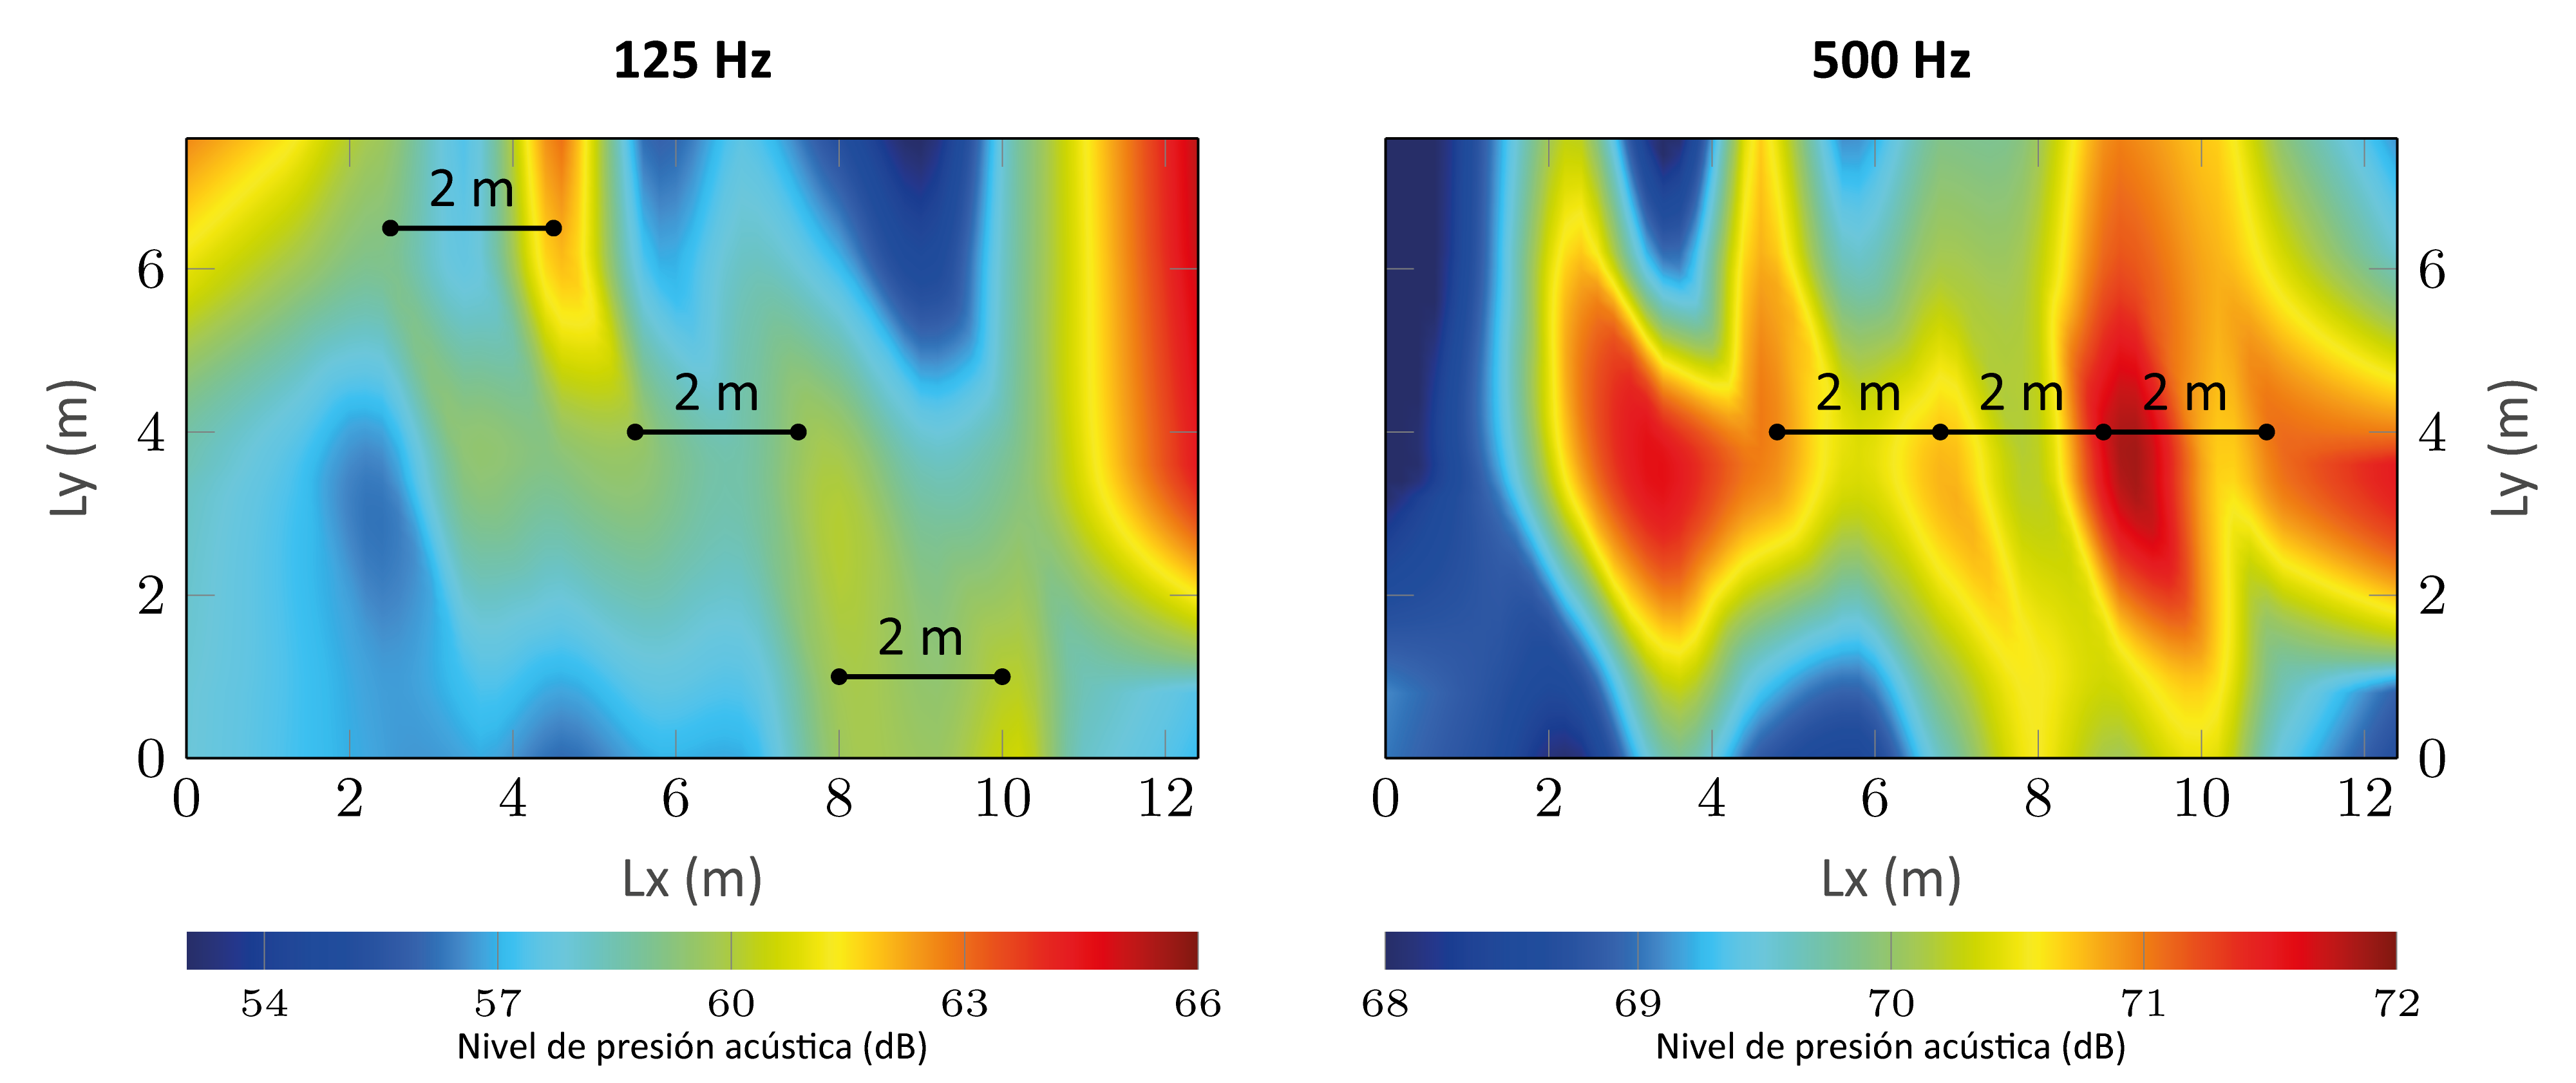 125 Hz
2 m
2 m
2 m
6
4
2
0
Ly (m)
0 2 4 6 8 10 12
Lx (m)
54 57 60 63 66
Nivel de presión acústica (dB)
500 Hz
2 m 2 m 2 m
6
4
2
0
Ly (m)
0 2 4 6 8 10 12
Lx (m)
68 69 70 71 72
Nivel de presión acústica (dB)